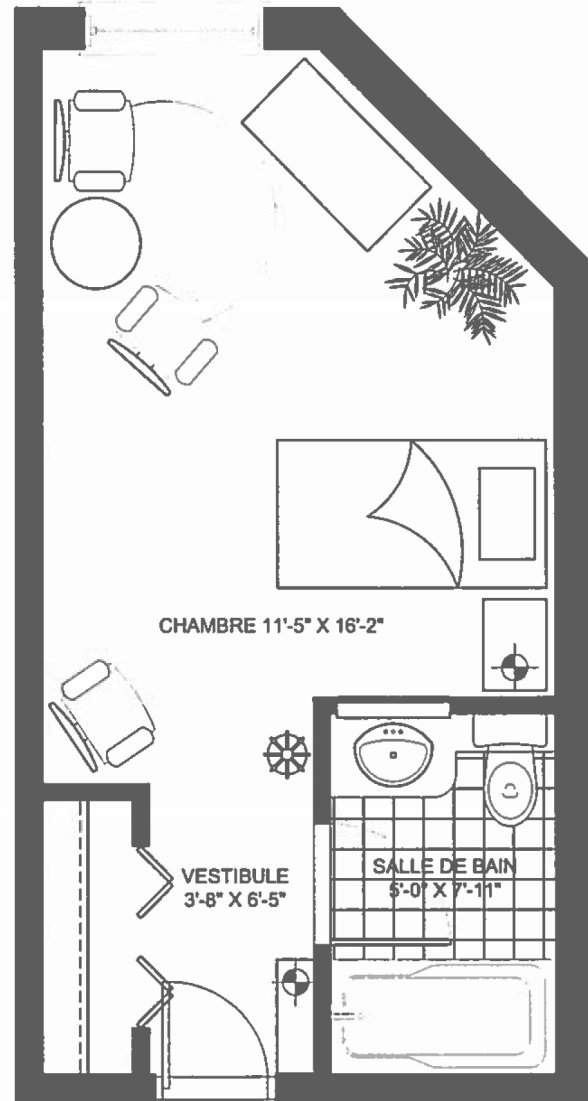 CHAMBRE 11'-5" X 16'-2"
VESTIBULE
3'-8" X 6'-5"
SALLE DE BAIN
5'-0" X 7'-11"